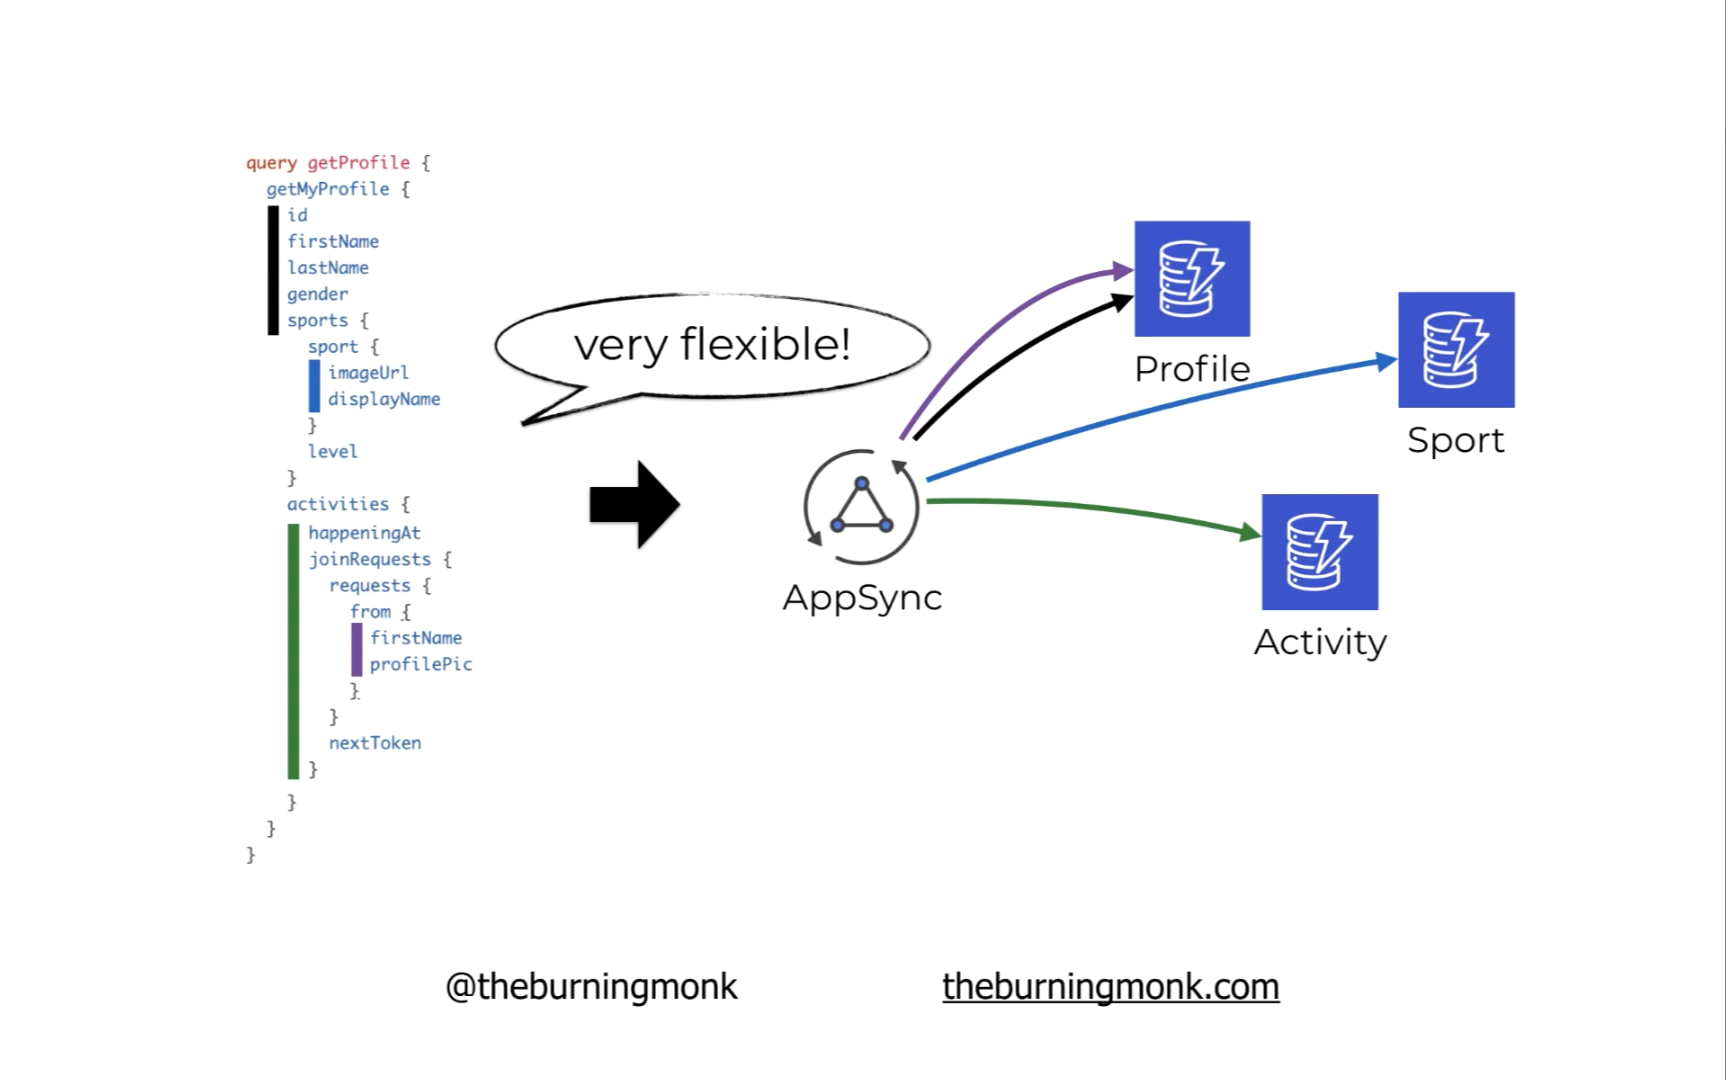 query getProfile {
getMyProfile {
id
firstName
lastName
gender
sports {
sport {
imageUrl
displayName
}
level
}
activities {
happeningAt
joinRequests {
requests {
from {
firstName
profilePic
}
}
nextToken
}
}
}
}
very flexible!
AppSync
Profile
Sport
Activity
@theburningmonk
theburningmonk.com